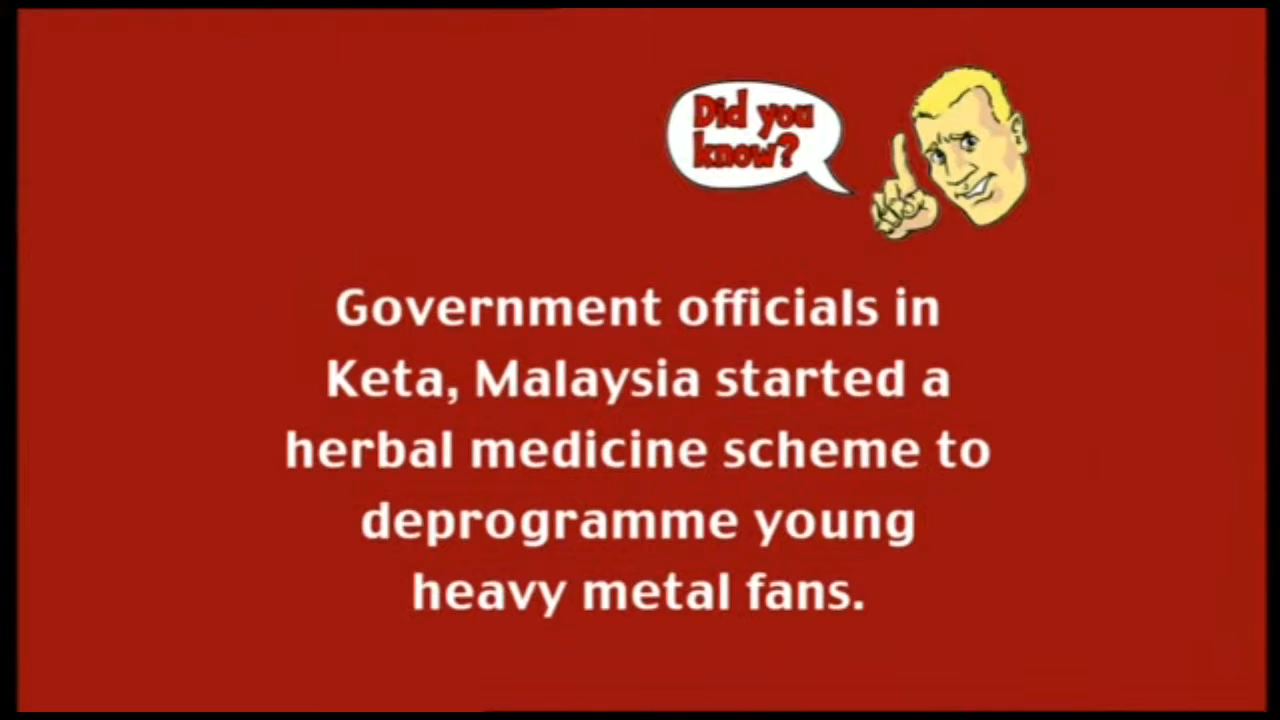 Did you
know?
Government officials in
Keta, Malaysia started a
herbal medicine scheme to
deprogramme young
heavy metal fans.